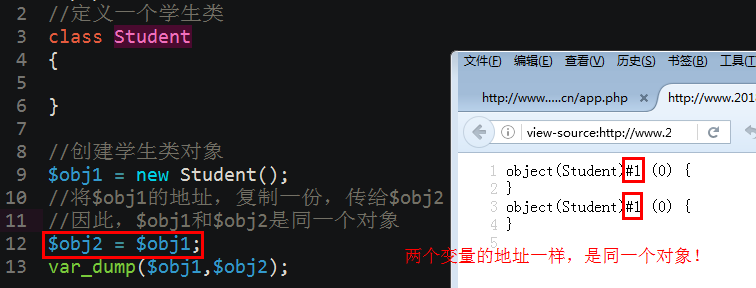 2 //定义一个学生类
3 class Student
4 {
5
6 }
7
8 //创建学生类对象
9 $obj1 = new Student();
10 //将$obj1的地址，复制一份，传给$obj2
11 //因此，$obj1和$obj2是同一个对象
12 $obj2 = $obj1;
13 var_dump($obj1,$obj2);
文件(F) 编辑(E) 查看(V) 历史(S) 书签(B) 工具(T)
http://www.....cn/app.php × http://www.201
view-source:http://www.2
1 object(Student)#1 (0) {
2 }
3 object(Student)#1 (0) {
4 }
5
两个变量的地址一样，是同一个对象！